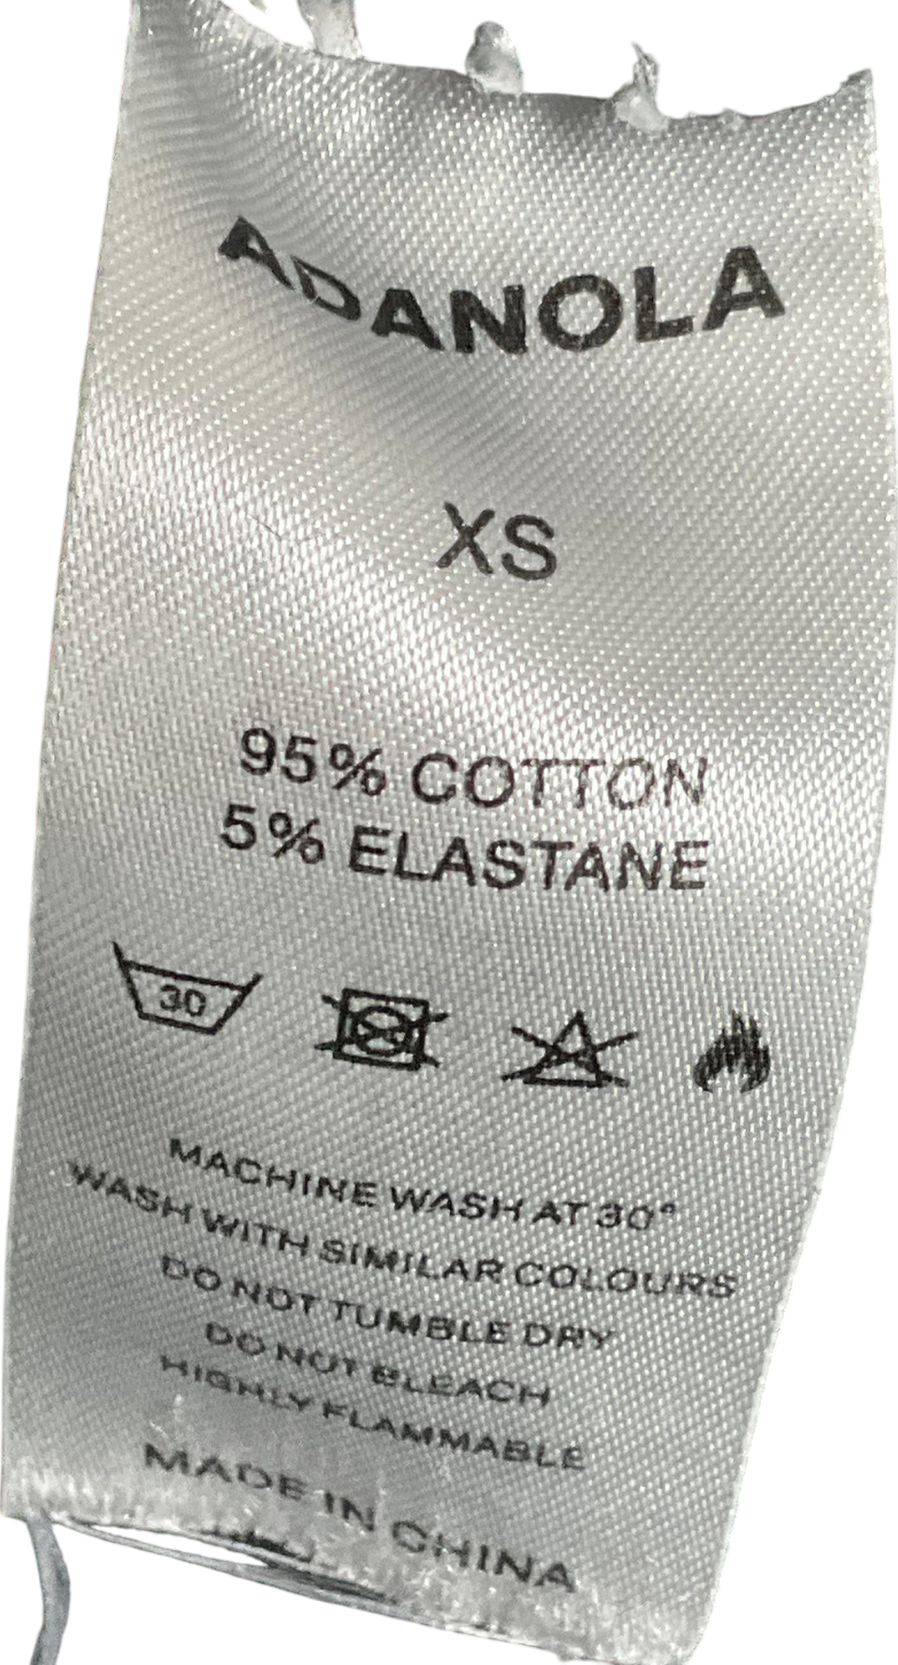 ADANOLA
XS
95% COTTON
5% ELASTANE
30
MACHINE WASH AT 30°
WASH WITH SIMILAR COLOURS
DO NOT TUMBLE DRY
DO NOT BLEACH
HIGHLY FLAMMABLE
MADE IN CHINA